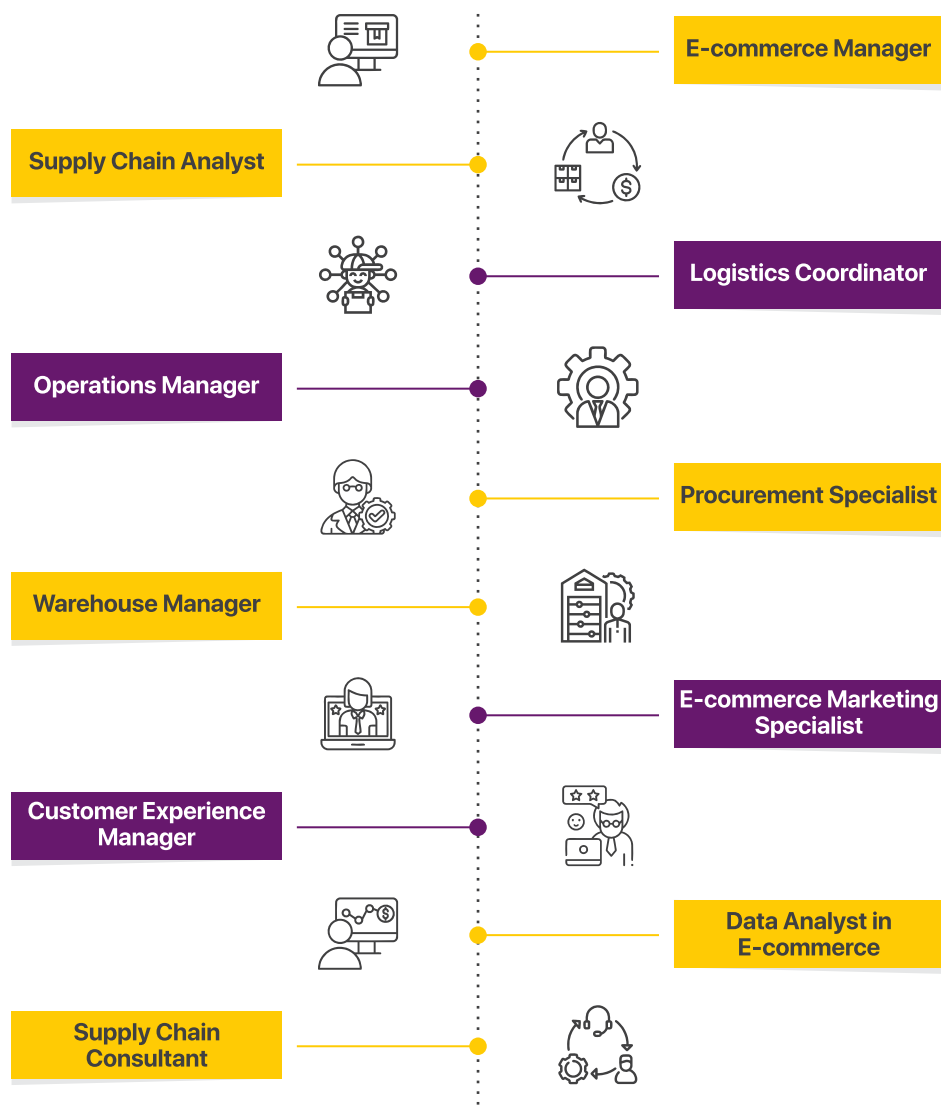 E-commerce Manager
Supply Chain Analyst
Logistics Coordinator
Operations Manager
Procurement Specialist
Warehouse Manager
E-commerce Marketing
Specialist
Customer Experience
Manager
Data Analyst in
E-commerce
Supply Chain
Consultant